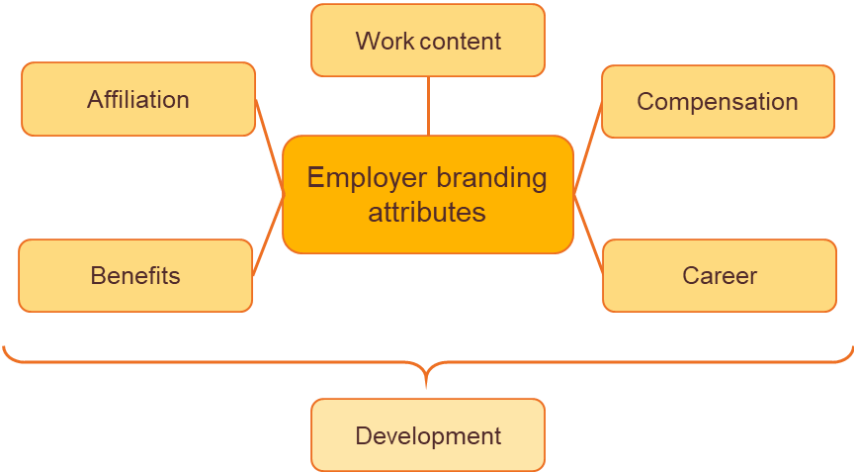 Work content
Affiliation
Compensation
Employer branding
attributes
Benefits
Career
Development